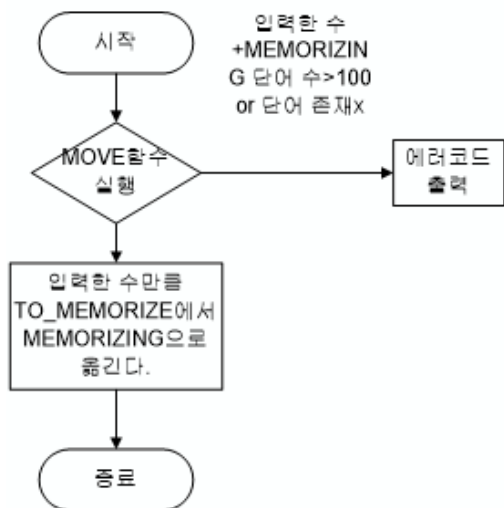 시작
입력한 수
+MEMORIZIN
G 단어 수>100
or 단어 존재x
MOVE함수
실행
에러코드
출력
입력한 수만큼
TO_MEMORIZE에서
MEMORIZING으로
옮긴다.
종료